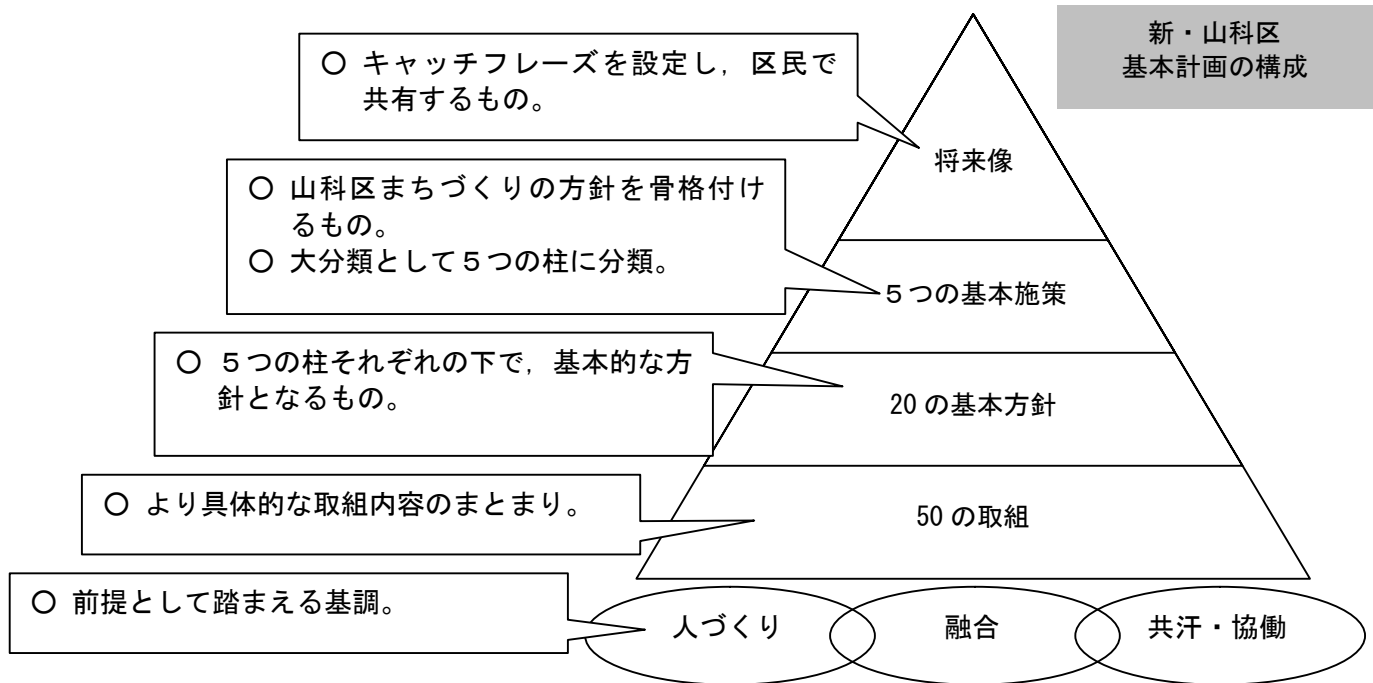 新・山科区
基本計画の構成
○ キャッチフレーズを設定し，区民で
共有するもの。
将来像
○ 山科区まちづくりの方針を骨格付け
るもの。
○ 大分類として５つの柱に分類。
５つの基本施策
○ ５つの柱それぞれの下で，基本的な方
針となるもの。
20 の基本方針
○ より具体的な取組内容のまとまり。
50 の取組
○ 前提として踏まえる基調。
人づくり
融合
共汗・協働